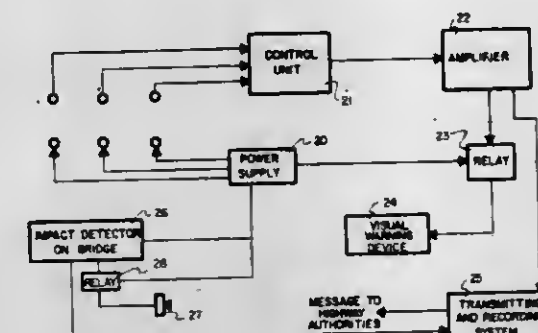 22
CONTROL
UNIT
21
AMPLIFIER
20
POWER
SUPPLY
23
RELAY
24
VISUAL
WARNING
DEVICE
26
IMPACT DETECTOR
ON BRIDGE
RELAY
28
27
25
MESSAGE TO
HIGHWAY
AUTHORITIES
TRANSMITTING
AND RECORDING
SYSTEM